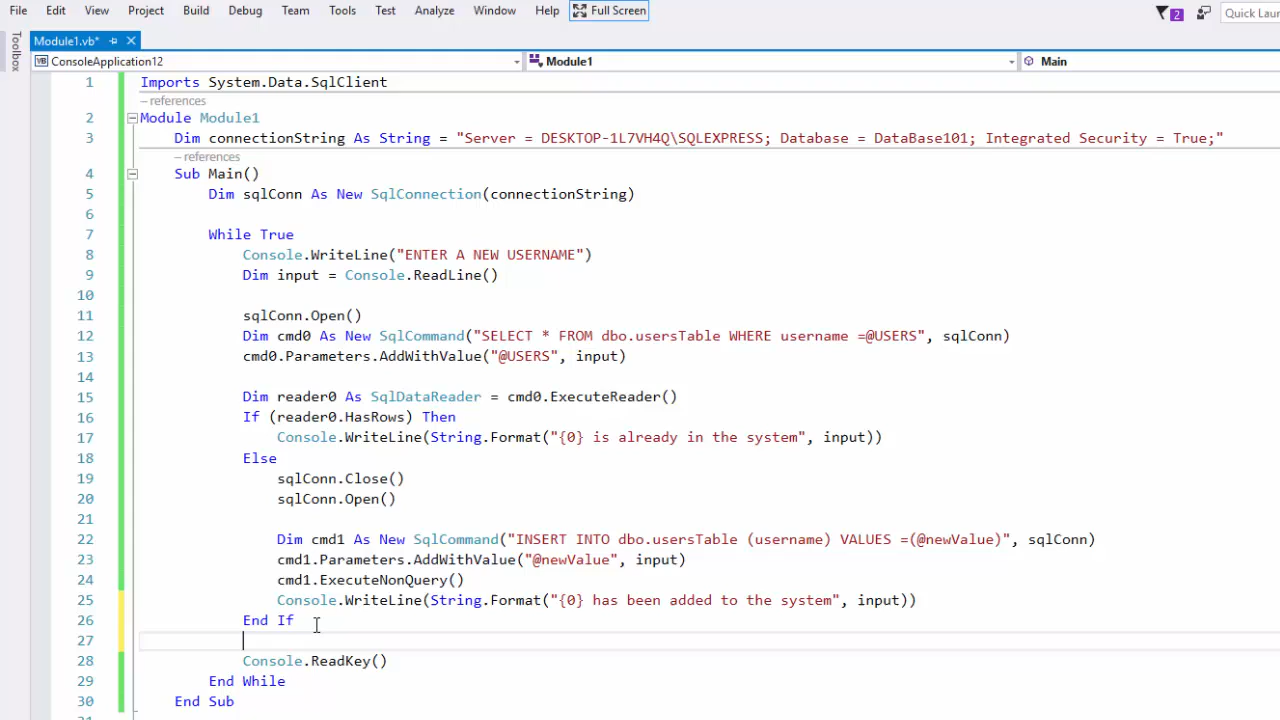 File Edit View Project Build Debug Team Tools Test Analyze Window Help Full Screen 2
Toolbox
Module1.vb*
VB ConsoleApplication12 Module1 Main
1 Imports System.Data.SqlClient
– references
2 Module Module1
3 Dim connectionString As String = "Server = DESKTOP-1L7VH4Q\SQLEXPRESS; Database = DataBase101; Integrated Security = True;"
– references
4 Sub Main()
5 Dim sqlConn As New SqlConnection(connectionString)
6
7 While True
8 Console.WriteLine("ENTER A NEW USERNAME")
9 Dim input = Console.ReadLine()
10
11 sqlConn.Open()
12 Dim cmd0 As New SqlCommand("SELECT * FROM dbo.usersTable WHERE username =@USERS", sqlConn)
13 cmd0.Parameters.AddWithValue("@USERS", input)
14
15 Dim reader0 As SqlDataReader = cmd0.ExecuteReader()
16 If (reader0.HasRows) Then
17 Console.WriteLine(String.Format("{0} is already in the system", input))
18 Else
19 sqlConn.Close()
20 sqlConn.Open()
21
22 Dim cmd1 As New SqlCommand("INSERT INTO dbo.usersTable (username) VALUES =(@newValue)", sqlConn)
23 cmd1.Parameters.AddWithValue("@newValue", input)
24 cmd1.ExecuteNonQuery()
25 Console.WriteLine(String.Format("{0} has been added to the system", input))
26 End If
27
28 Console.ReadKey()
29 End While
30 End Sub